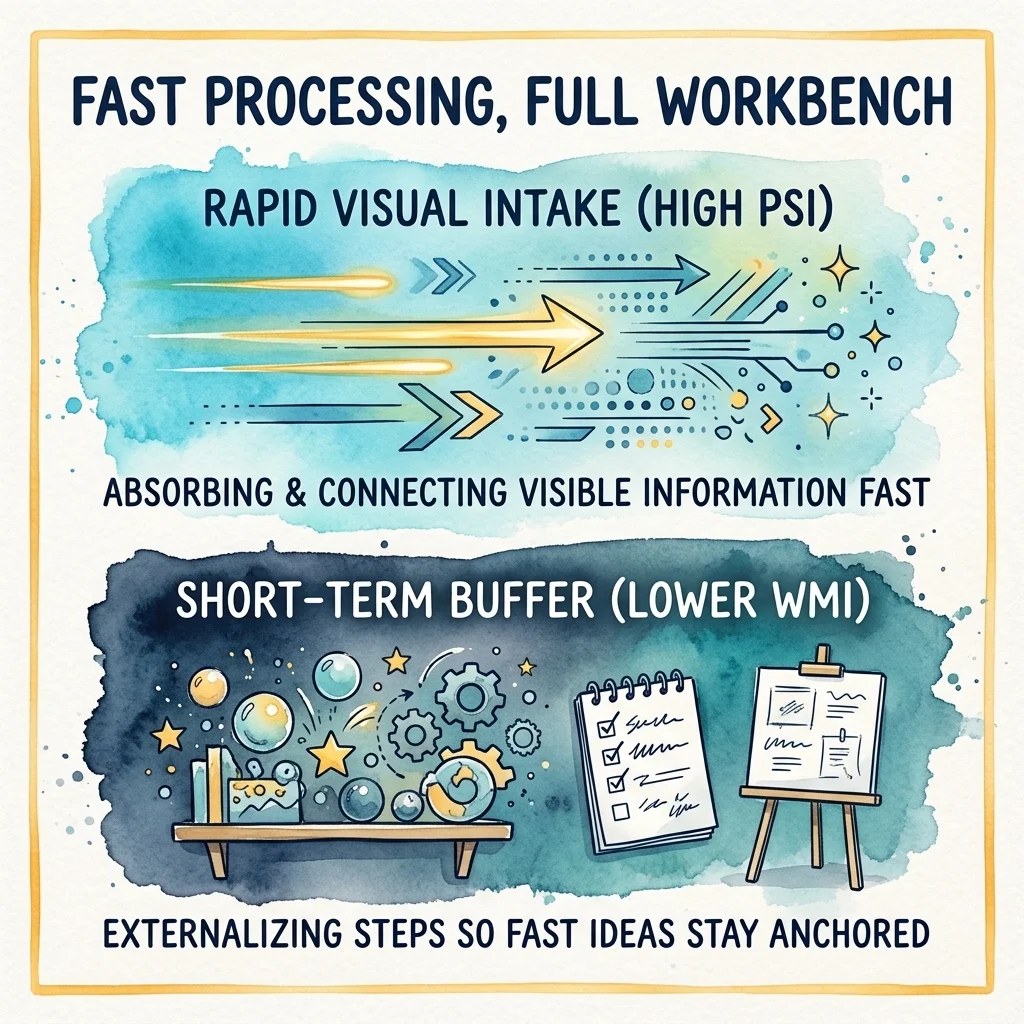 FAST PROCESSING, FULL WORKBENCH
RAPID VISUAL INTAKE (HIGH PSI)
ABSORBING & CONNECTING VISIBLE INFORMATION FAST
SHORT-TERM BUFFER (LOWER WMI)
EXTERNALIZING STEPS SO FAST IDEAS STAY ANCHORED